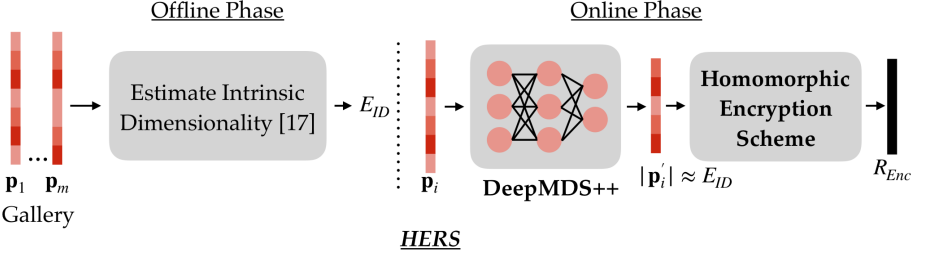 Offline Phase
Online Phase
Estimate Intrinsic
Dimensionality [17]
E_ID
...
p_1
p_m
Gallery
p_i
DeepMDS++
|p'_i| ≈ E_ID
Homomorphic
Encryption
Scheme
R_Enc
HERS